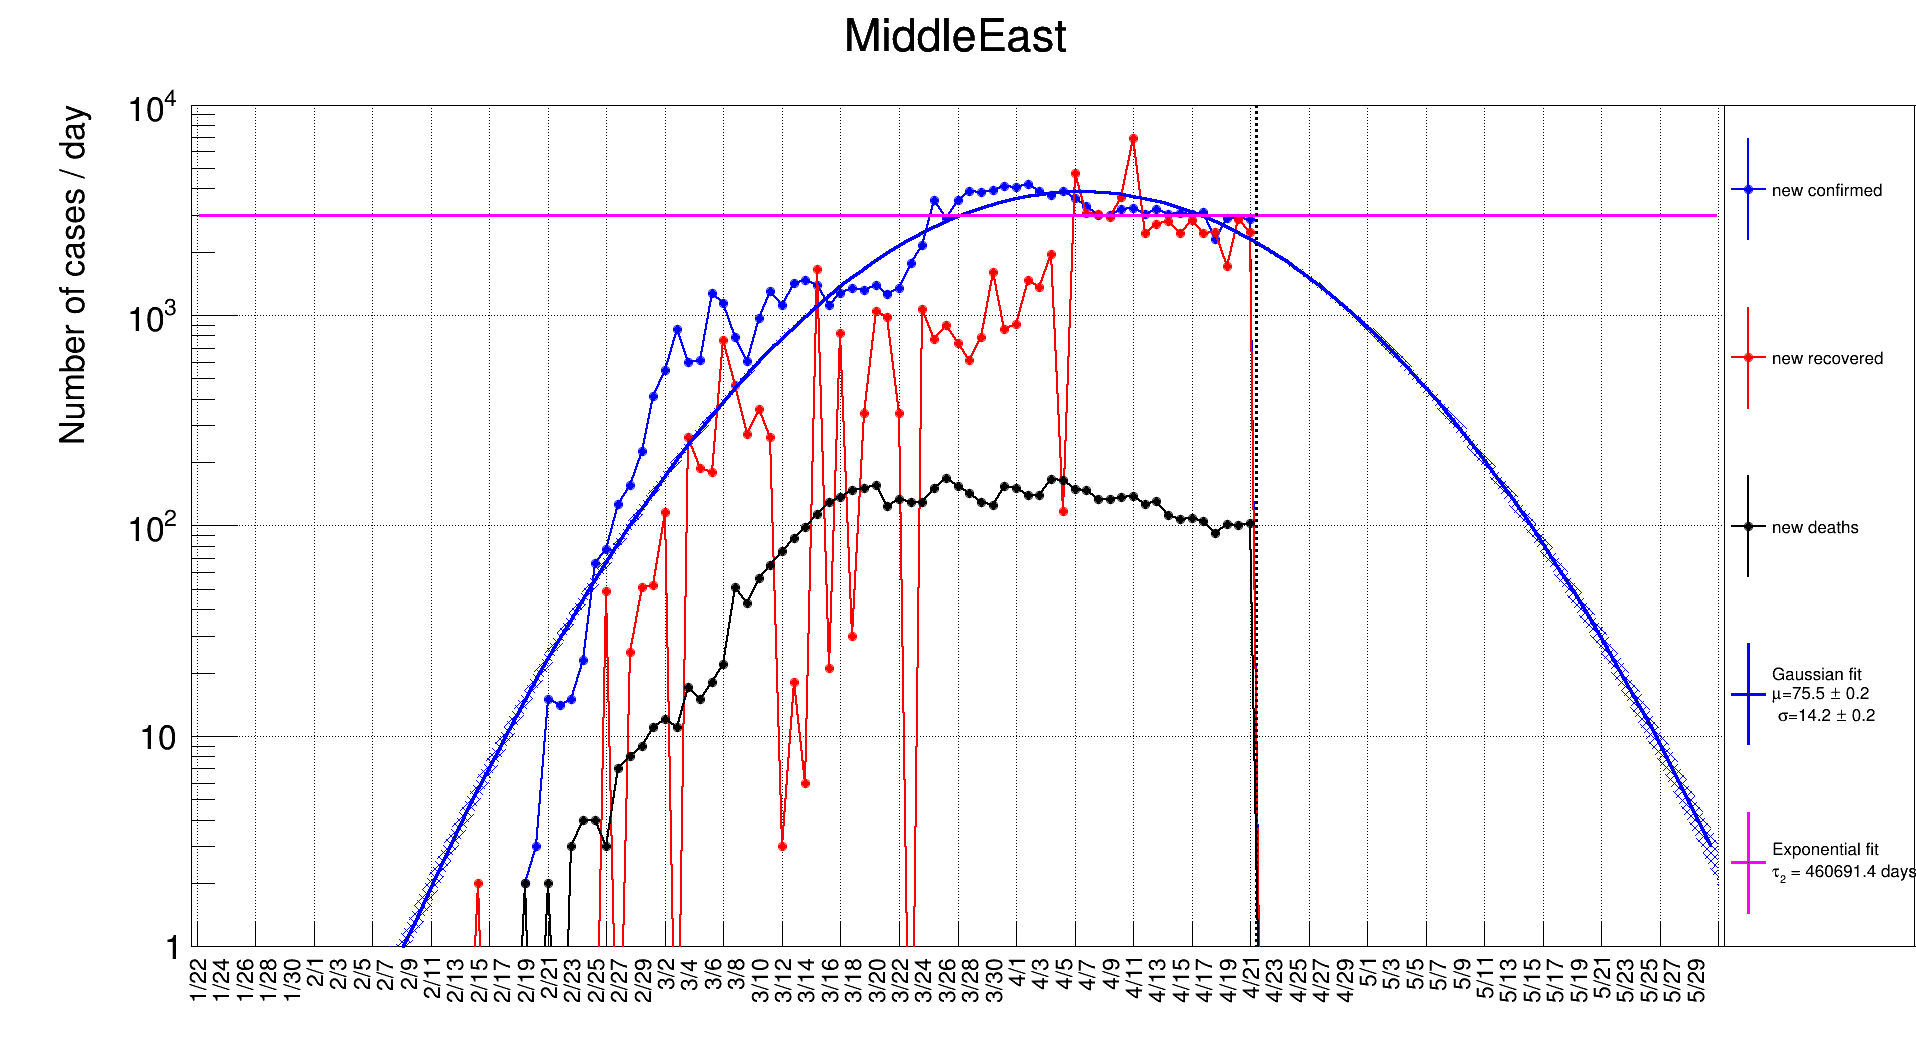 MiddleEast
Number of cases / day
10^4
10^3
10^2
10
1
1/22 1/24 1/26 1/28 1/30 2/1 2/3 2/5 2/7 2/9 2/11 2/13 2/15 2/17 2/19 2/21 2/23 2/25 2/27 2/29 3/2 3/4 3/6 3/8 3/10 3/12 3/14 3/16 3/18 3/20 3/22 3/24 3/26 3/28 3/30 4/1 4/3 4/5 4/7 4/9 4/11 4/13 4/15 4/17 4/19 4/21 4/23 4/25 4/27 4/29 5/1 5/3 5/5 5/7 5/9 5/11 5/13 5/15 5/17 5/19 5/21 5/23 5/25 5/27 5/29
new confirmed
new recovered
new deaths
Gaussian fit
μ=75.5 ± 0.2
σ=14.2 ± 0.2
Exponential fit
τ₂ = 460691.4 days